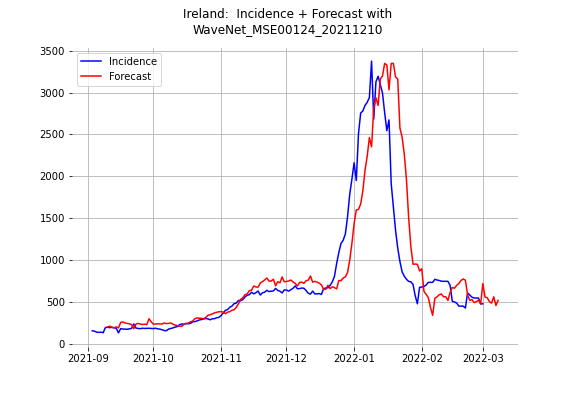 Ireland:  Incidence + Forecast with
WaveNet_MSE00124_20211210
Incidence
Forecast
3500
3000
2500
2000
1500
1000
500
0
2021-09 2021-10 2021-11 2021-12 2022-01 2022-02 2022-03